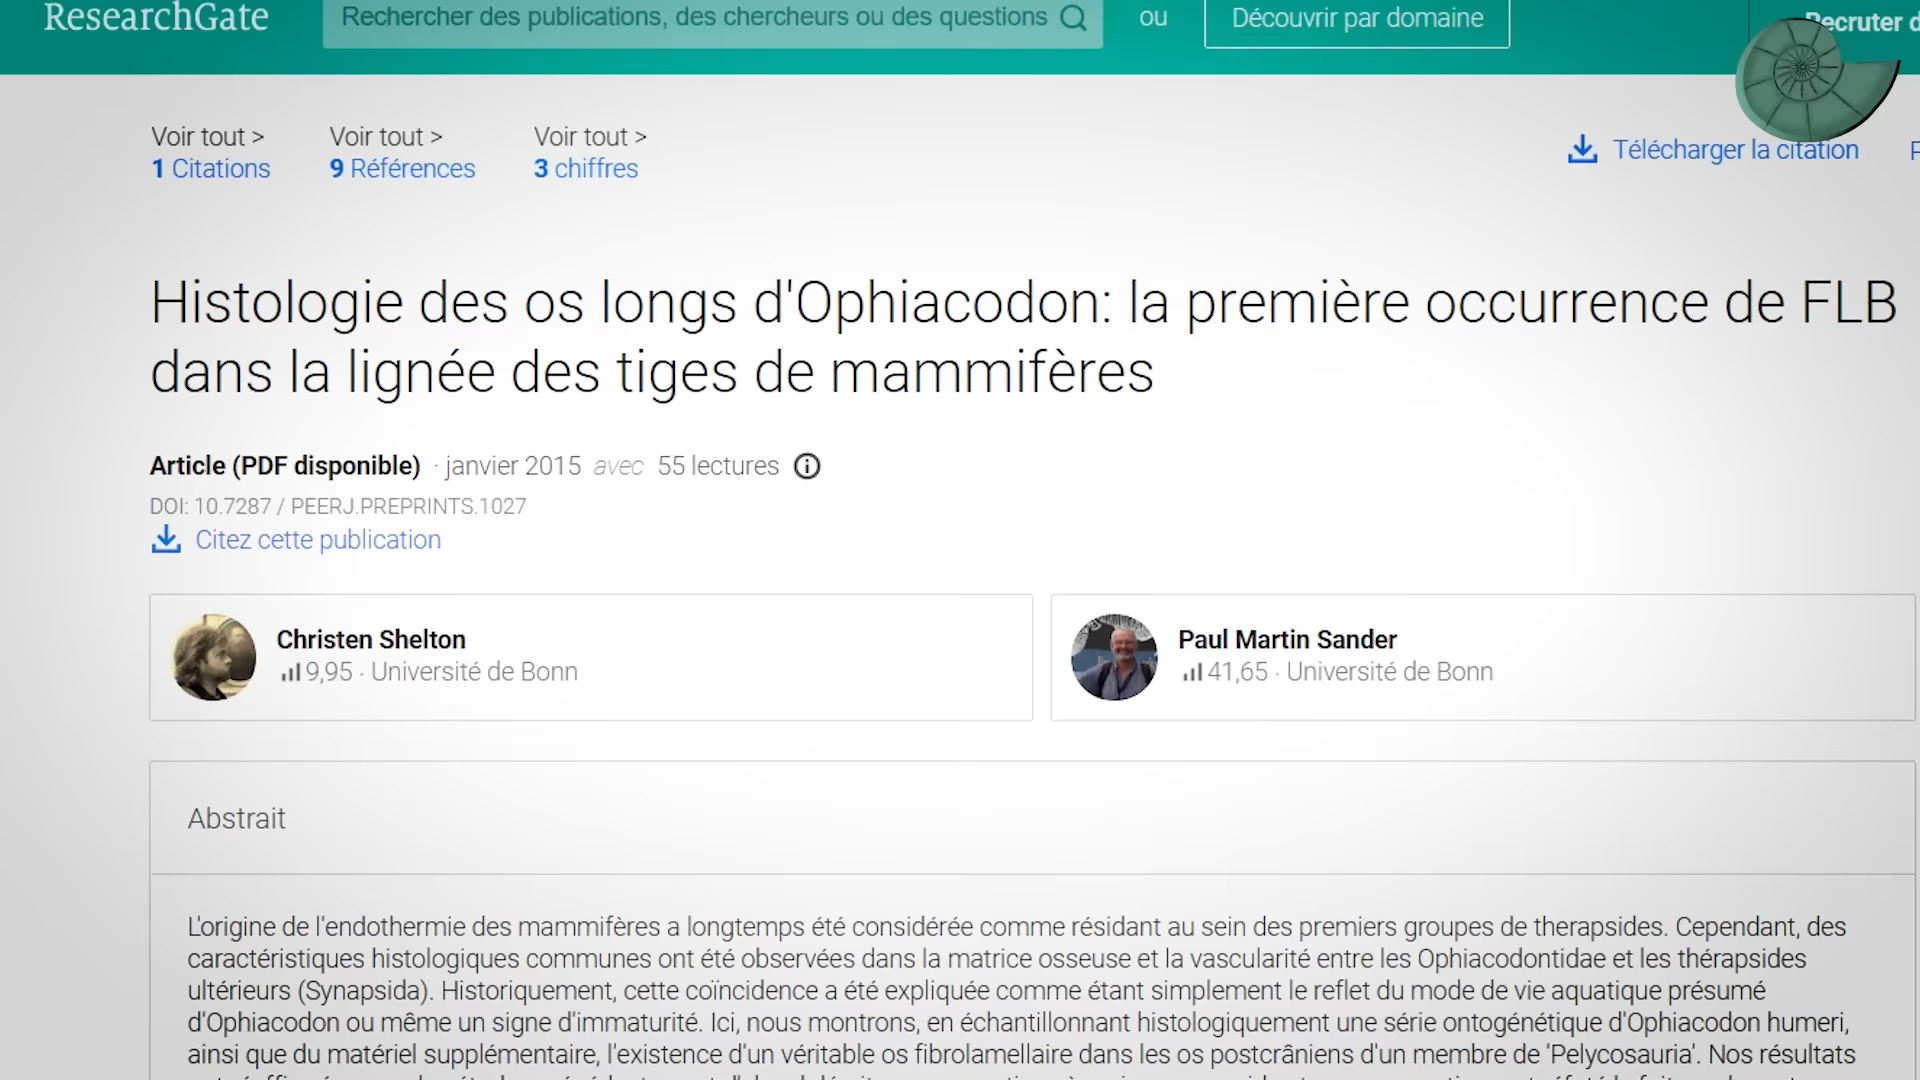 ResearchGate
Rechercher des publications, des chercheurs ou des questions
ou
Découvrir par domaine
Recruter d
Voir tout >
1 Citations
Voir tout >
9 Références
Voir tout >
3 chiffres
Télécharger la citation
Histologie des os longs d'Ophiacodon: la première occurrence de FLB
dans la lignée des tiges de mammifères
Article (PDF disponible) · janvier 2015 avec 55 lectures
DOI: 10.7287 / PEERJ.PREPRINTS.1027
Citez cette publication
Christen Shelton
9,95 · Université de Bonn
Paul Martin Sander
41,65 · Université de Bonn
Abstrait
L'origine de l'endothermie des mammifères a longtemps été considérée comme résidant au sein des premiers groupes de therapsides. Cependant, des
caractéristiques histologiques communes ont été observées dans la matrice osseuse et la vascularité entre les Ophiacodontidae et les thérapsides
ultérieurs (Synapsida). Historiquement, cette coïncidence a été expliquée comme étant simplement le reflet du mode de vie aquatique présumé
d'Ophiacodon ou même un signe d'immaturité. Ici, nous montrons, en échantillonnant histologiquement une série ontogénétique d'Ophiacodon humeri,
ainsi que du matériel supplémentaire, l'existence d'un véritable os fibrolamellaire dans les os postcrâniens d'un membre de 'Pelycosauria'. Nos résultats